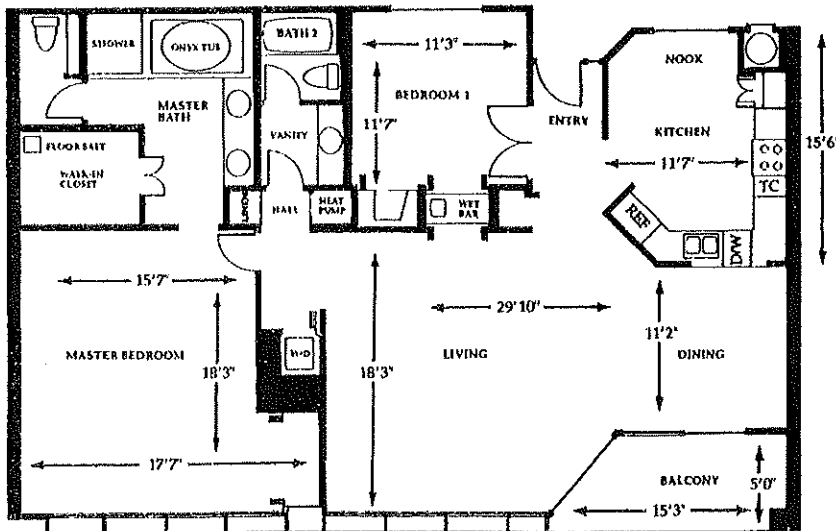 SHOWER
ONYX TUB
BATH 2
11'3"
NOOK
MASTER
BATH
BEDROOM 1
11'7"
ENTRY
VANITY
KITCHEN
11'7"
15'6"
FLOOR SAFE
WALK-IN
CLOSET
TC
LINEN
HALL
HEAT
PUMP
WET
BAR
REF
D/W
15'7"
29'10"
MASTER BEDROOM
18'3"
W-D
18'3"
LIVING
11'2"
DINING
17'7"
BALCONY
5'0"
15'3"